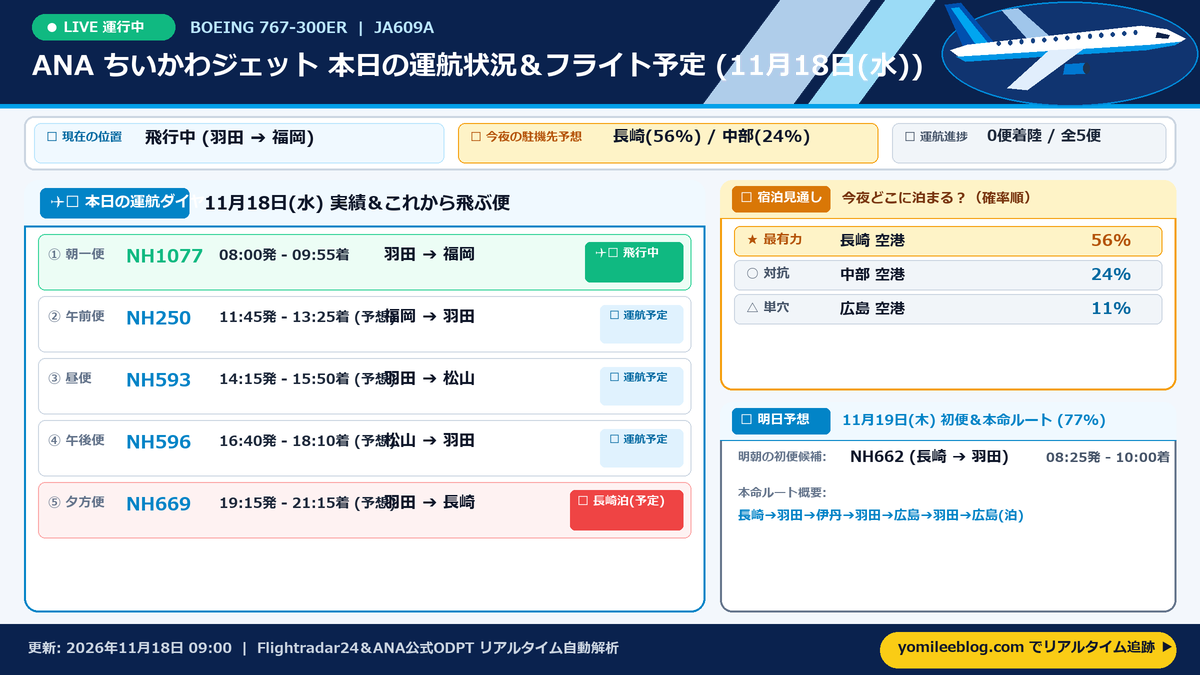 ● LIVE 運行中
BOEING 767-300ER | JA609A
ANA ちいかわジェット 本日の運航状況＆フライト予定 (11月18日(水))
□ 現在の位置 飛行中 (羽田 → 福岡)
□ 今夜の駐機先予想 長崎(56%) / 中部(24%)
□ 運航進捗 0便着陸 / 全5便
✈□ 本日の運航ダイ 11月18日(水) 実績＆これから飛ぶ便
① 朝一便 NH1077 08:00発 - 09:55着 羽田 → 福岡 ✈□ 飛行中
② 午前便 NH250 11:45発 - 13:25着 (予想) 福岡 → 羽田 □ 運航予定
③ 昼便 NH593 14:15発 - 15:50着 (予想) 羽田 → 松山 □ 運航予定
④ 午後便 NH596 16:40発 - 18:10着 (予想) 松山 → 羽田 □ 運航予定
⑤ 夕方便 NH669 19:15発 - 21:15着 (予想) 羽田 → 長崎 □ 長崎泊(予定)
□ 宿泊見通し 今夜どこに泊まる？（確率順）
★ 最有力 長崎 空港 56%
○ 対抗 中部 空港 24%
△ 単穴 広島 空港 11%
□ 明日予想 11月19日(木) 初便＆本命ルート (77%)
明朝の初便候補: NH662 (長崎 → 羽田) 08:25発 - 10:00着
本命ルート概要:
長崎→羽田→伊丹→羽田→広島→羽田→広島(泊)
更新: 2026年11月18日 09:00 | Flightradar24＆ANA公式ODPT リアルタイム自動解析
yomileeblog.com でリアルタイム追跡 ▶